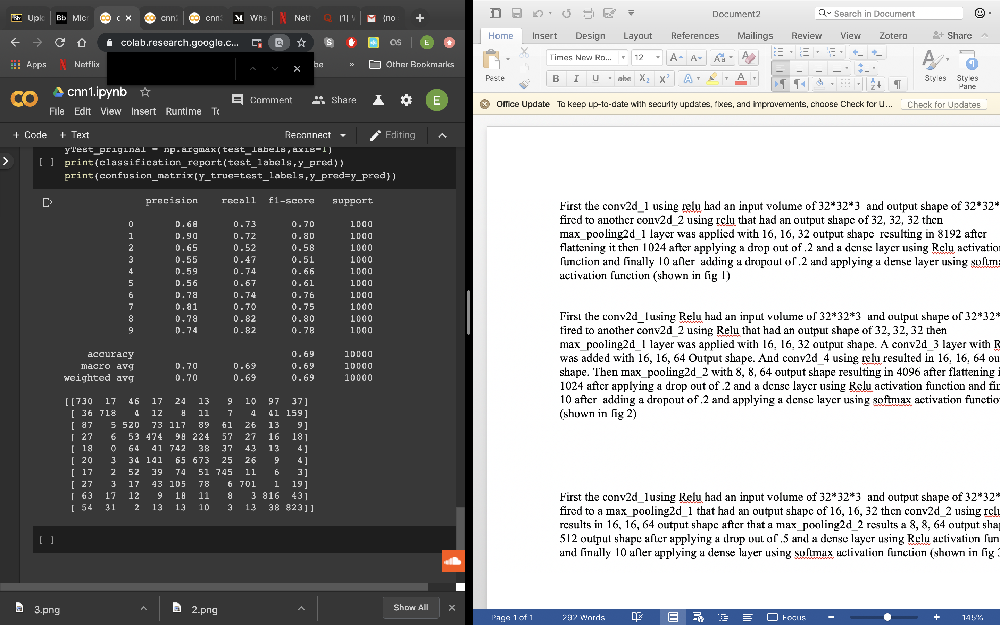 Bb Uplo
Bb Micr
c
cnn2
cnn3
M Wha
Netf
Q (1)
(no
colab.research.google.c...
S
sfc
E
Apps
Netflix
be
»
Other Bookmarks
cnn1.ipynb
Comment
Share
E
File Edit View Insert Runtime To
+ Code + Text
Reconnect
Editing
yTest_priginal = np.argmax(test_labels,axis=1)
[ ] print(classification_report(test_labels,y_pred))
print(confusion_matrix(y_true=test_labels,y_pred=y_pred))
precision recall f1-score support
0 0.68 0.73 0.70 1000
1 0.90 0.72 0.80 1000
2 0.65 0.52 0.58 1000
3 0.55 0.47 0.51 1000
4 0.59 0.74 0.66 1000
5 0.56 0.67 0.61 1000
6 0.78 0.74 0.76 1000
7 0.81 0.70 0.75 1000
8 0.78 0.82 0.80 1000
9 0.74 0.82 0.78 1000
accuracy 0.69 10000
macro avg 0.70 0.69 0.69 10000
weighted avg 0.70 0.69 0.69 10000
[[730 17 46 17 24 13 9 10 97 37]
[ 36 718 4 12 8 11 7 4 41 159]
[ 87 5 520 73 117 89 61 26 13 9]
[ 27 6 53 474 98 224 57 27 16 18]
[ 18 0 64 41 742 38 37 43 13 4]
[ 20 3 34 141 65 673 25 26 9 4]
[ 17 2 52 39 74 51 745 11 6 3]
[ 27 3 17 43 105 78 6 701 1 19]
[ 63 17 12 9 18 11 8 3 816 43]
[ 54 31 2 13 13 10 3 13 38 823]]
[ ]
3.png
2.png
Show All
Document2
Search in Document
Home Insert Design Layout References Mailings Review View Zotero
Share
Paste
Times New Ro...
12
A A Aa A
B I U abc X2 X2 A A
A Z
Styles
Styles Pane
Office Update To keep up-to-date with security updates, fixes, and improvements, choose Check for U...
Check for Updates
First the conv2d_1 using relu had an input volume of 32*32*3 and output shape of 32*32*
fired to another conv2d_2 using relu that had an output shape of 32, 32, 32 then
max_pooling2d_1 layer was applied with 16, 16, 32 output shape resulting in 8192 after
flattening it then 1024 after applying a drop out of .2 and a dense layer using Relu activation
function and finally 10 after adding a dropout of .2 and applying a dense layer using softma
activation function (shown in fig 1)
First the conv2d_1using Relu had an input volume of 32*32*3 and output shape of 32*32*
fired to another conv2d_2 using Relu that had an output shape of 32, 32, 32 then
max_pooling2d_1 layer was applied with 16, 16, 32 output shape. A conv2d_3 layer with R
was added with 16, 16, 64 Output shape. And conv2d_4 using relu resulted in 16, 16, 64 ou
shape. Then max_pooling2d_2 with 8, 8, 64 output shape resulting in 4096 after flattening i
1024 after applying a drop out of .2 and a dense layer using Relu activation function and fin
10 after adding a dropout of .2 and applying a dense layer using softmax activation function
(shown in fig 2)
First the conv2d_1using Relu had an input volume of 32*32*3 and output shape of 32*32*
fired to a max_pooling2d_1 that had an output shape of 16, 16, 32 then conv2d_2 using relu
results in 16, 16, 64 output shape after that a max_pooling2d_2 results a 8, 8, 64 output shap
512 output shape after applying a drop out of .5 and a dense layer using Relu activation fun
and finally 10 after applying a dense layer using softmax activation function (shown in fig 3
Page 1 of 1
292 Words
Focus
145%